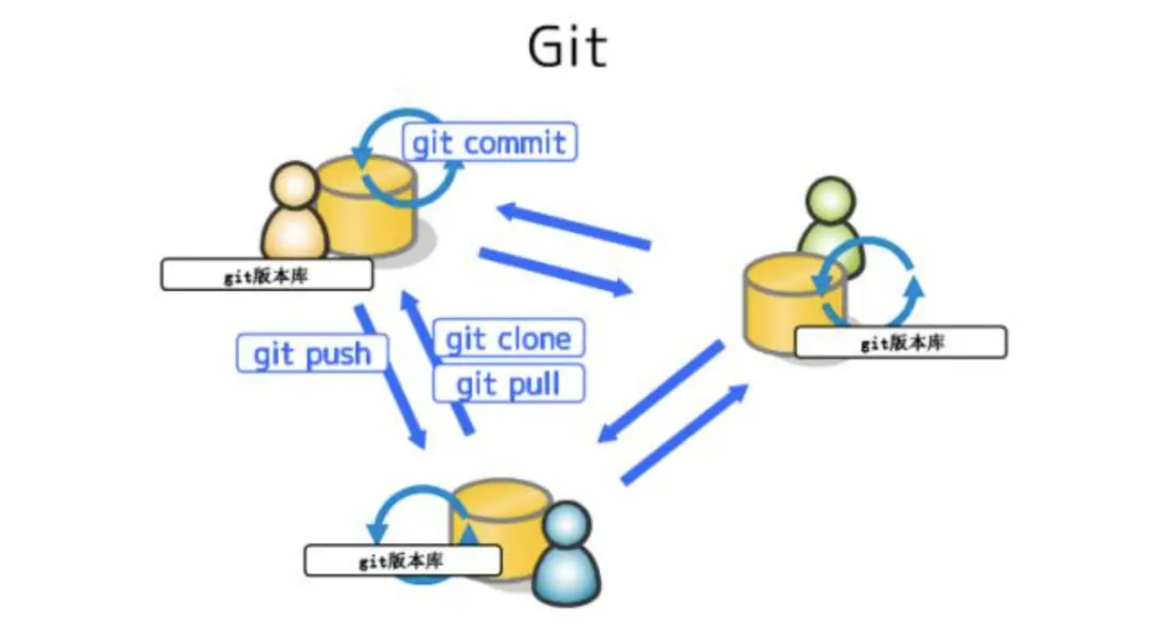 Git
git commit
git版本库
git版本库
git push
git clone
git pull
git版本库